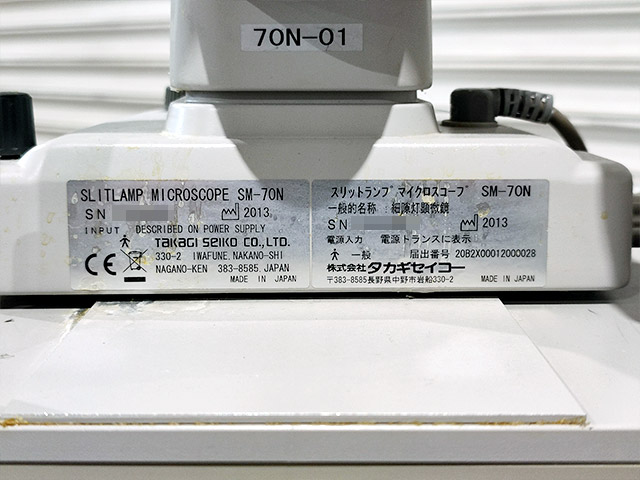 70N-01
SLITLAMP MICROSCOPE SM-70N
SN
2013
INPUT DESCRIBED ON POWER SUPPLY
TAKAGI SEIKO CO.,LTD.
330-2 IWAFUNE.NAKANO-SHI
NAGANO-KEN 383-8585.JAPAN
MADE IN JAPAN
CE
スリットランプ マイクロスコープ SM-70N
一般的名称 細隙灯顕微鏡
SN
2013
電源入力 電源トランスに表示
一般 届出番号 20B2X00012000028
株式会社タカギセイコー
〒383-8585長野県中野市岩船330-2 MADE IN JAPAN